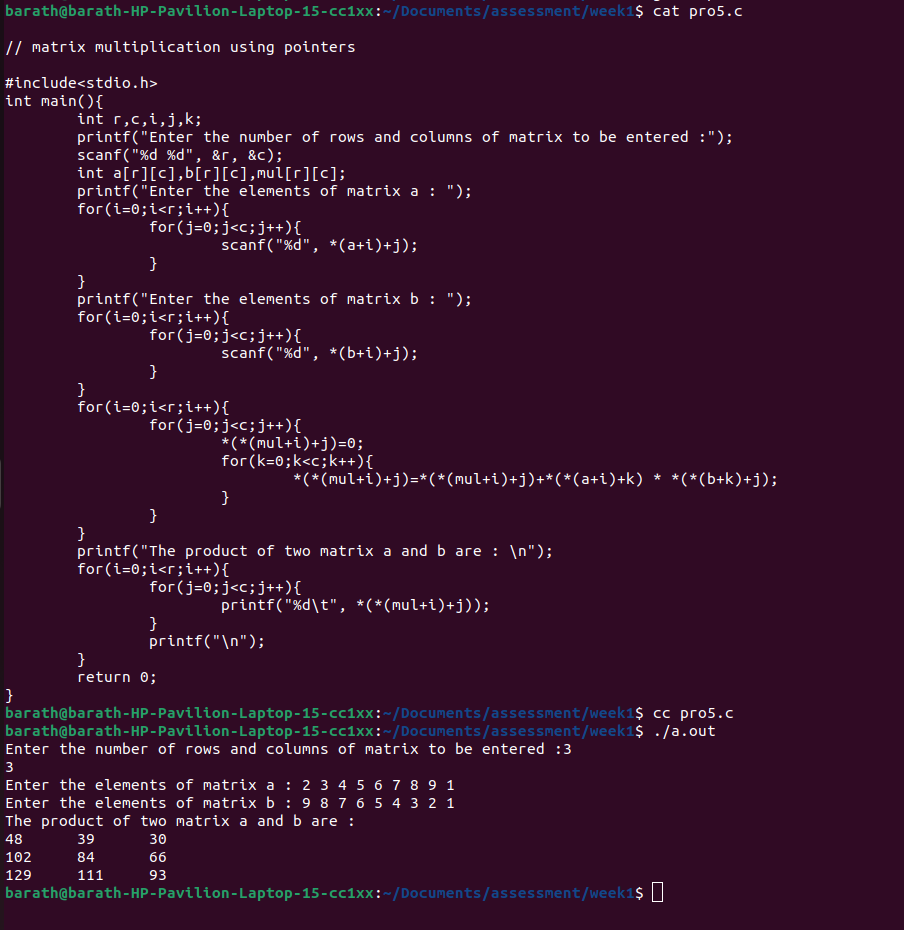 barath@barath-HP-Pavilion-Laptop-15-cc1xx:~/Documents/assessment/week1$ cat pro5.c

// matrix multiplication using pointers

#include<stdio.h>
int main(){
        int r,c,i,j,k;
        printf("Enter the number of rows and columns of matrix to be entered :");
        scanf("%d %d", &r, &c);
        int a[r][c],b[r][c],mul[r][c];
        printf("Enter the elements of matrix a : ");
        for(i=0;i<r;i++){
                for(j=0;j<c;j++){
                        scanf("%d", *(a+i)+j);
                }
        }
        printf("Enter the elements of matrix b : ");
        for(i=0;i<r;i++){
                for(j=0;j<c;j++){
                        scanf("%d", *(b+i)+j);
                }
        }
        for(i=0;i<r;i++){
                for(j=0;j<c;j++){
                        *(*(mul+i)+j)=0;
                        for(k=0;k<c;k++){
                                *(*(mul+i)+j)=*(*(mul+i)+j)+*(*(a+i)+k) * *(*(b+k)+j);
                        }
                }
        }
        printf("The product of two matrix a and b are : \n");
        for(i=0;i<r;i++){
                for(j=0;j<c;j++){
                        printf("%d\t", *(*(mul+i)+j));
                }
                printf("\n");
        }
        return 0;
}
barath@barath-HP-Pavilion-Laptop-15-cc1xx:~/Documents/assessment/week1$ cc pro5.c
barath@barath-HP-Pavilion-Laptop-15-cc1xx:~/Documents/assessment/week1$ ./a.out
Enter the number of rows and columns of matrix to be entered :3
3
Enter the elements of matrix a : 2 3 4 5 6 7 8 9 1
Enter the elements of matrix b : 9 8 7 6 5 4 3 2 1
The product of two matrix a and b are :
48      39      30
102     84      66
129     111     93
barath@barath-HP-Pavilion-Laptop-15-cc1xx:~/Documents/assessment/week1$